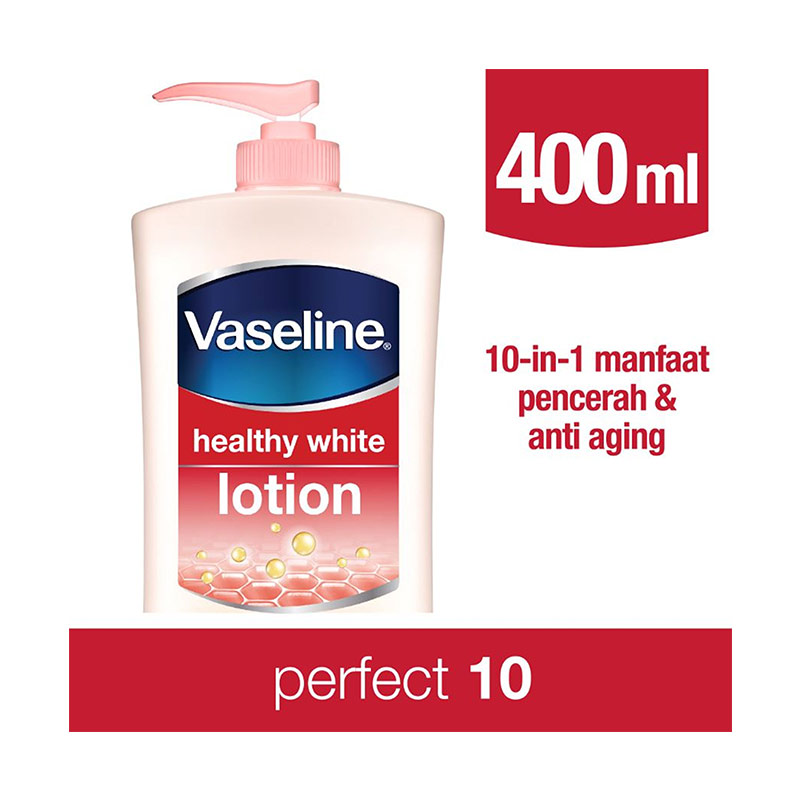 400 ml
Vaseline®
healthy white
lotion
10-in-1 manfaat
pencerah &
anti aging
perfect 10